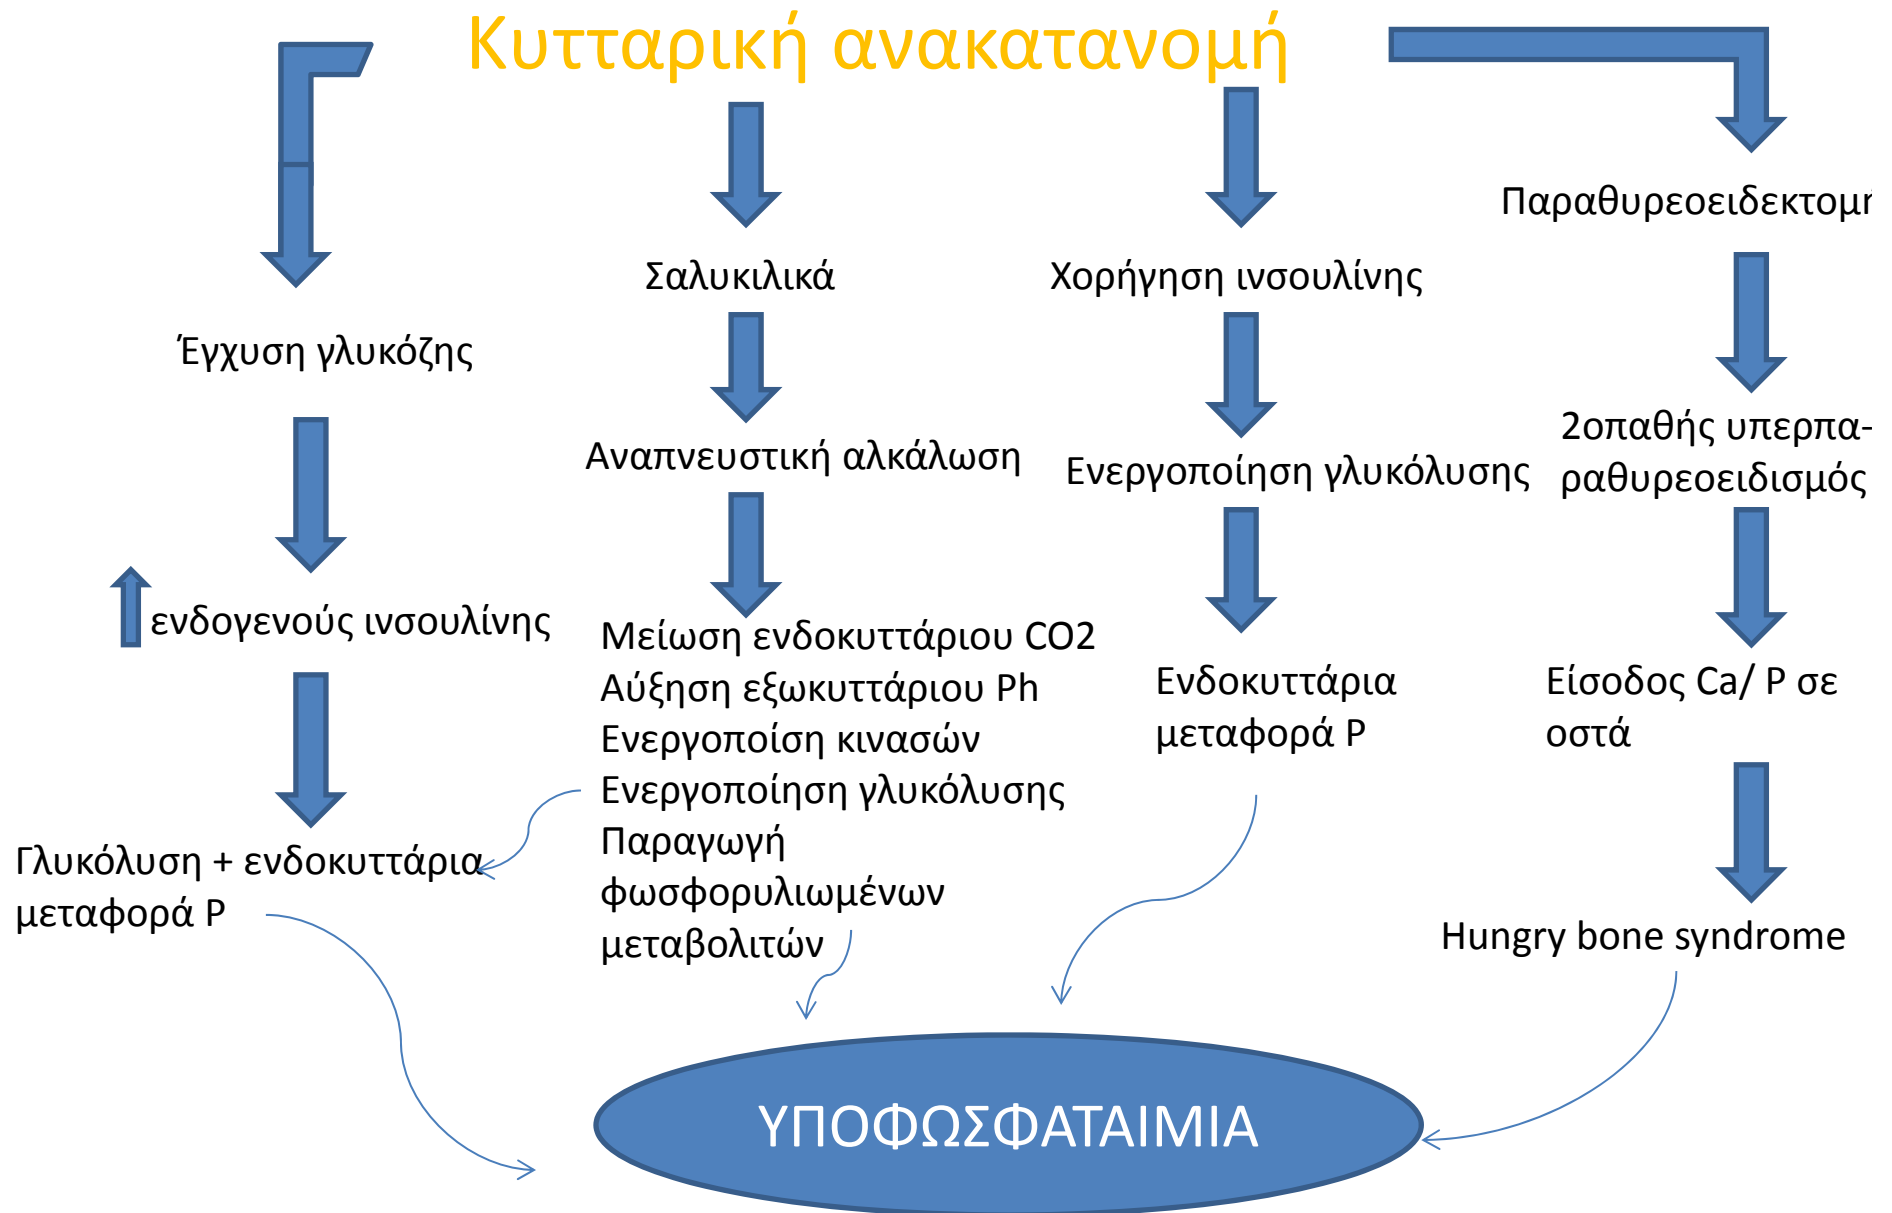 Κυτταρική ανακατανομή
Έγχυση γλυκόζης
ενδογενούς ινσουλίνης
Γλυκόλυση + ενδοκυττάρια
μεταφορά P
Σαλυκιλικά
Αναπνευστική αλκάλωση
Μείωση ενδοκυττάριου CO2
Αύξηση εξωκυττάριου Ph
Ενεργοποίση κινασών
Ενεργοποίηση γλυκόλυσης
Παραγωγή
φωσφορυλιωμένων
μεταβολιτών
Χορήγηση ινσουλίνης
Ενεργοποίηση γλυκόλυσης
Ενδοκυττάρια
μεταφορά P
Παραθυρεοειδεκτομή
2οπαθής υπερπα-
ραθυρεοειδισμός
Είσοδος Ca/ P σε
οστά
Hungry bone syndrome
ΥΠΟΦΩΣΦΑΤΑΙΜΙΑ